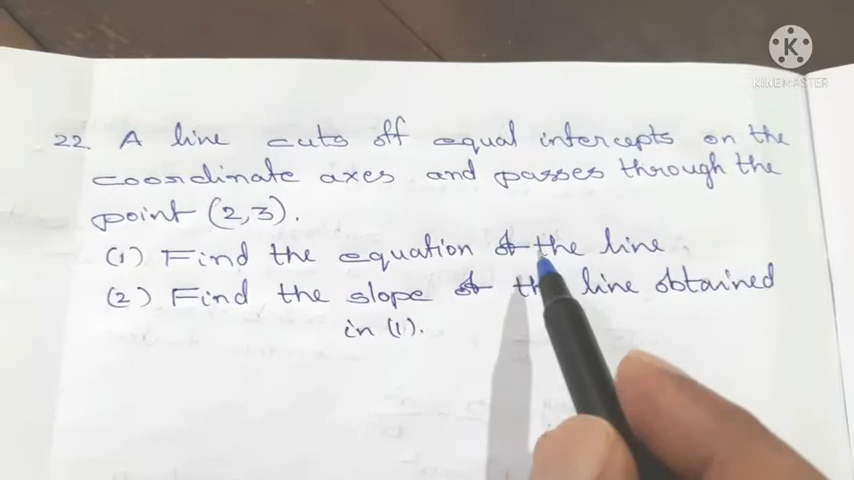 K
KINEMASTER
22. A line cuts off equal intercepts on the
coordinate axes and passes through the
point (2,3).
(1) Find the equation of the line
(2) Find the slope of the line obtained
in (1).